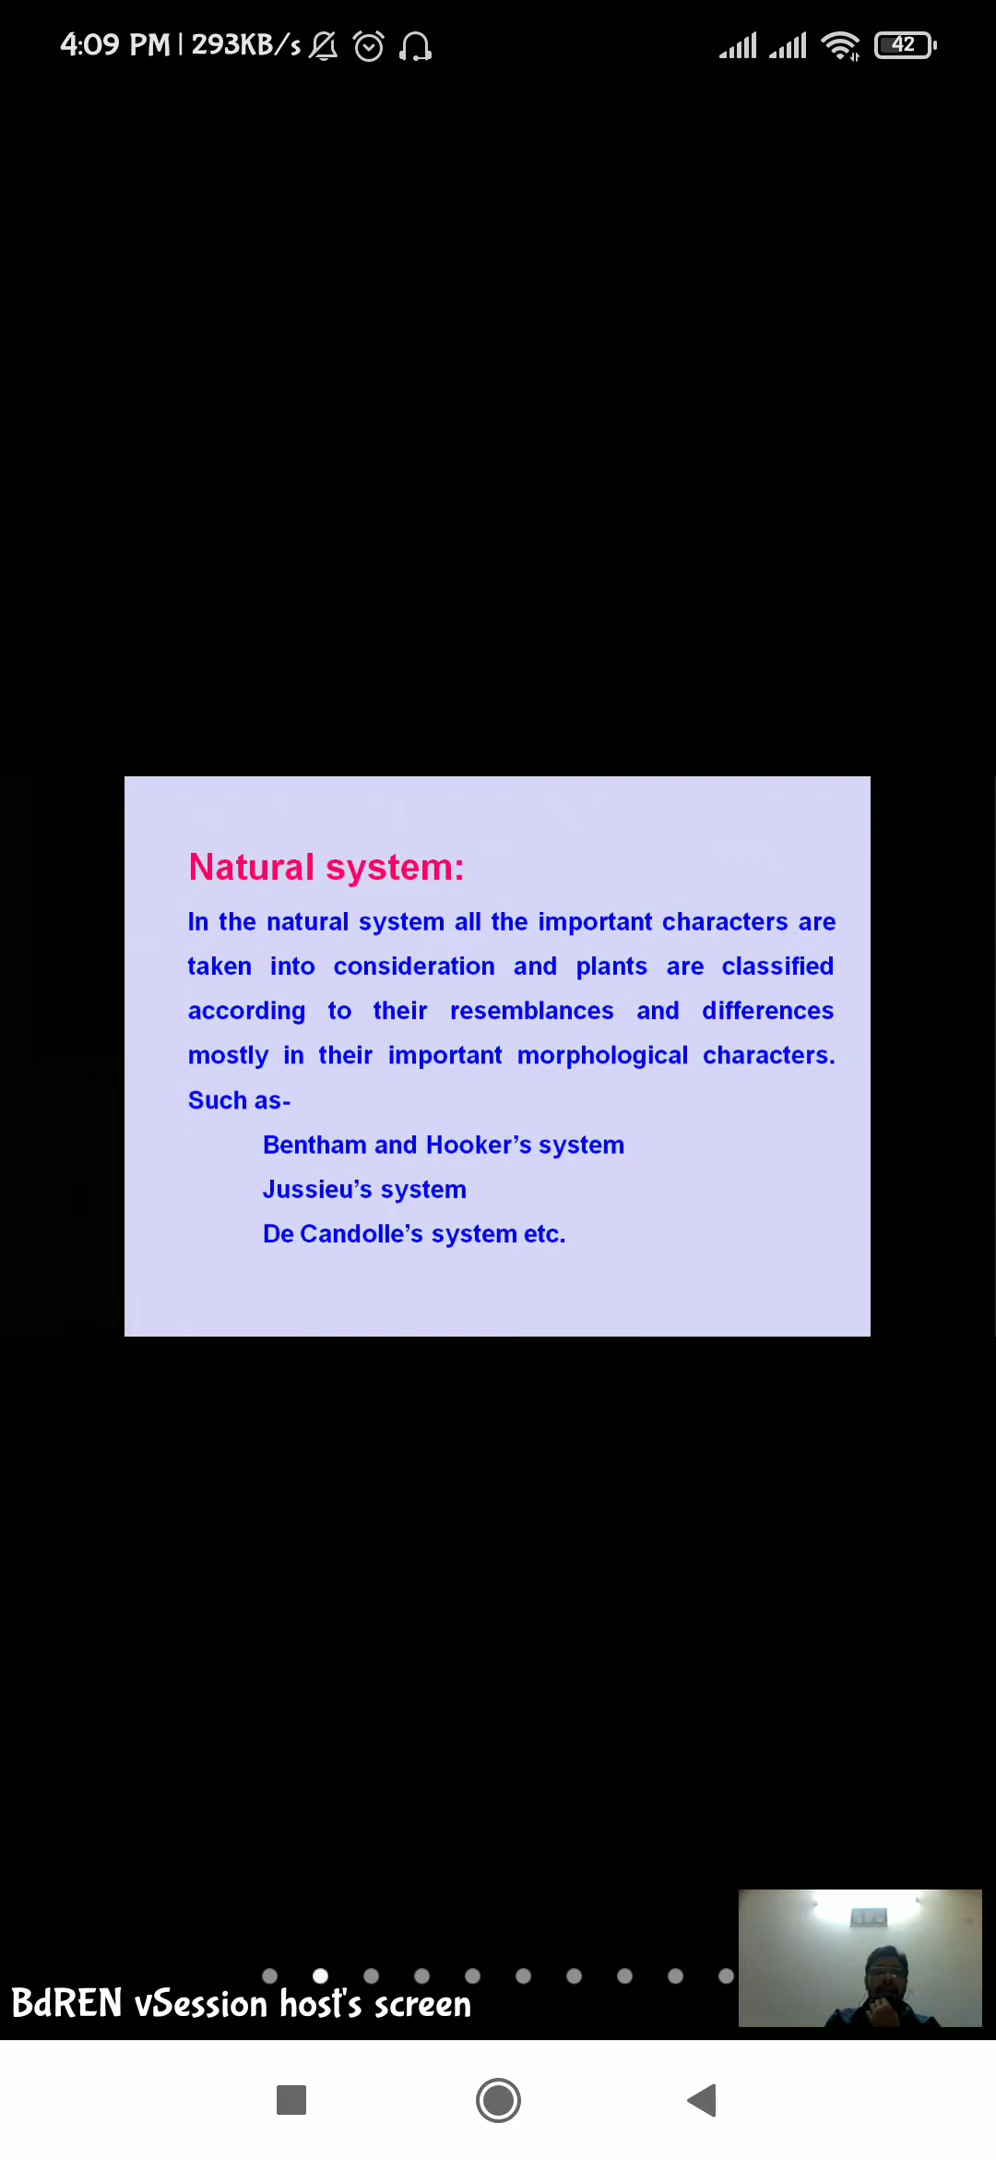 4:09 PM | 293KB/s 42
Natural system:
In the natural system all the important characters are
taken into consideration and plants are classified
according to their resemblances and differences
mostly in their important morphological characters.
Such as-
Bentham and Hooker’s system
Jussieu’s system
De Candolle’s system etc.
BdREN vSession host's screen